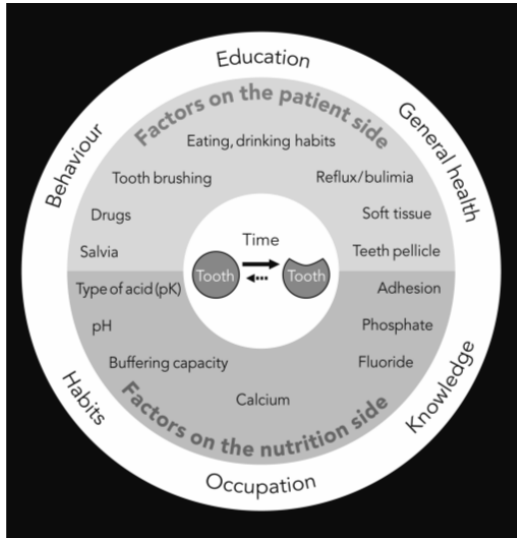 Education
Behaviour
General health
Factors on the patient side
Eating, drinking habits
Tooth brushing
Reflux/bulimia
Drugs
Soft tissue
Salvia
Teeth pellicle
Time
Tooth
Tooth
Type of acid (pK)
Adhesion
pH
Phosphate
Buffering capacity
Fluoride
Calcium
Factors on the nutrition side
Habits
Knowledge
Occupation